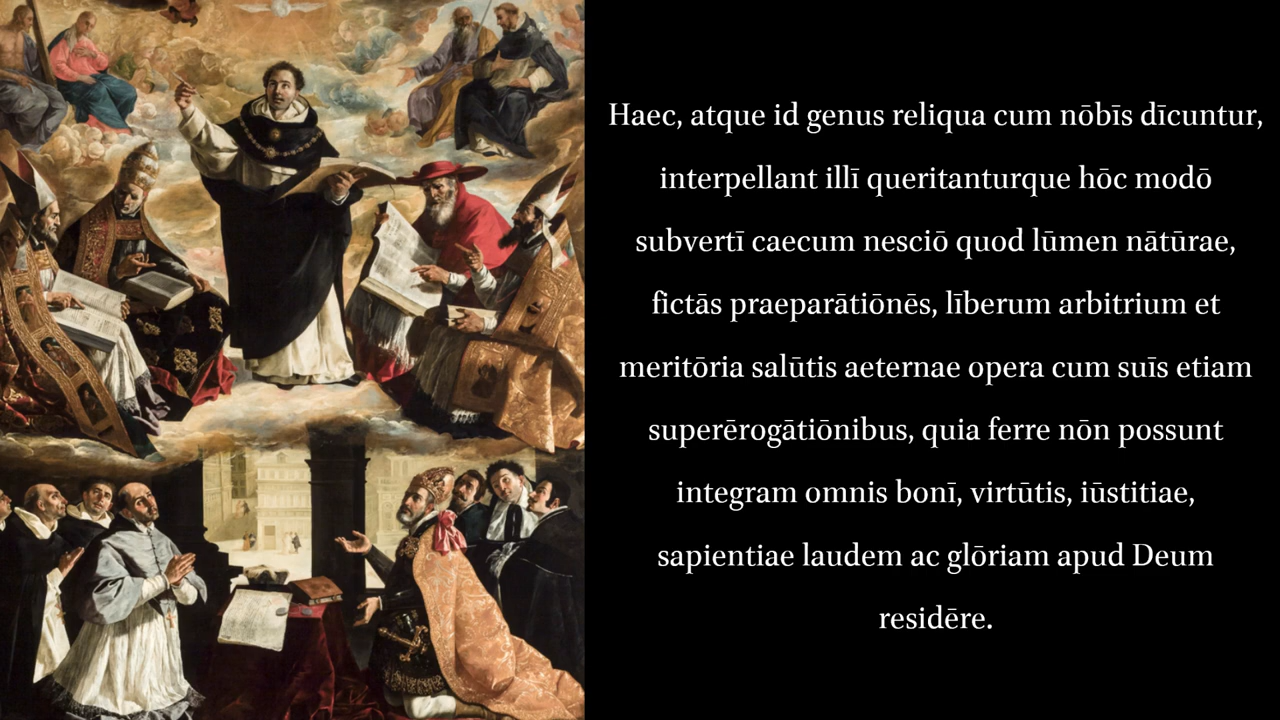 Haec, atque id genus reliqua cum nōbīs dīcuntur,
interpellant illī queritanturque hōc modō
subvertī caecum nesciō quod lūmen nātūrae,
fictās praeparātiōnēs, līberum arbitrium et
meritōria salūtis aeternae opera cum suīs etiam
superērogātiōnibus, quia ferre nōn possunt
integram omnis bonī, virtūtis, iūstitiae,
sapientiae laudem ac glōriam apud Deum
residēre.